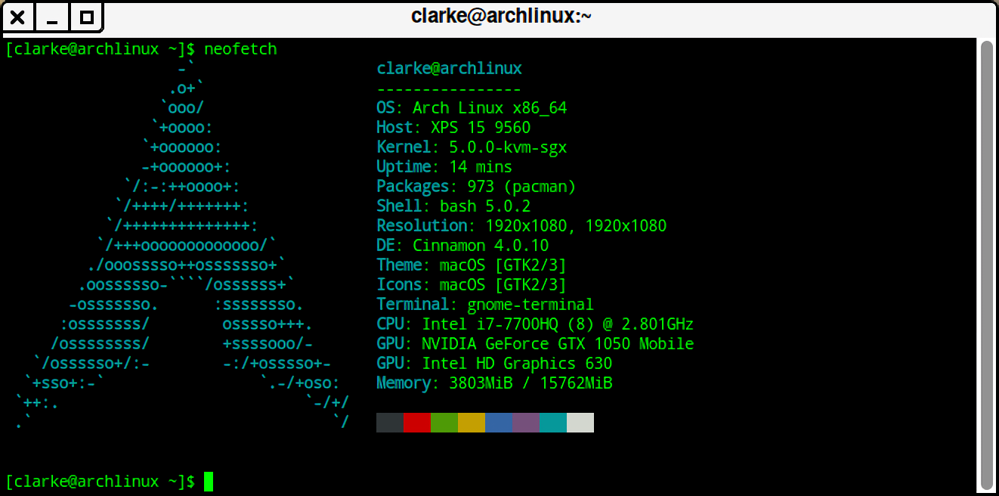 clarke@archlinux:~
[clarke@archlinux ~]$ neofetch
                   -`                    clarke@archlinux
                  .o+`                   ----------------
                 `ooo/                   OS: Arch Linux x86_64
                `+oooo:                  Host: XPS 15 9560
               `+oooooo:                 Kernel: 5.0.0-kvm-sgx
               -+oooooo+:                Uptime: 14 mins
             `/:-:++oooo+:               Packages: 973 (pacman)
            `/++++/+++++++:              Shell: bash 5.0.2
           `/++++++++++++++:             Resolution: 1920x1080, 1920x1080
          `/+++ooooooooooooo/`           DE: Cinnamon 4.0.10
         ./ooosssso++osssssso+`          Theme: macOS [GTK2/3]
        .oossssso-````/ossssss+`         Icons: macOS [GTK2/3]
       -osssssso.      :ssssssso.        Terminal: gnome-terminal
      :osssssss/        osssso+++.       CPU: Intel i7-7700HQ (8) @ 2.801GHz
     /ossssssss/        +ssssooo/-       GPU: NVIDIA GeForce GTX 1050 Mobile
   `/ossssso+/:-        -:/+osssso+-     GPU: Intel HD Graphics 630
  `+sso+:-`                 `.-/+oso:    Memory: 3803MiB / 15762MiB
 `++:.                           `-/+/
 .`                                 `/
[clarke@archlinux ~]$